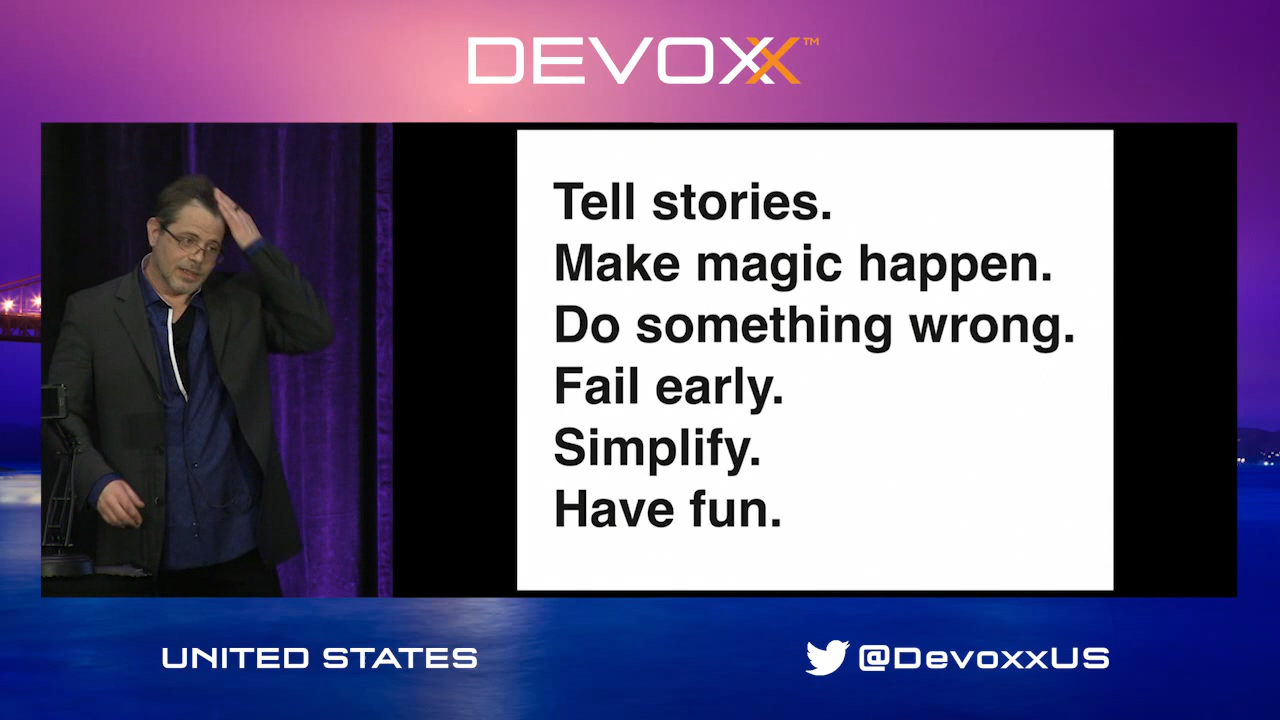 DEVOXX™
Tell stories.
Make magic happen.
Do something wrong.
Fail early.
Simplify.
Have fun.
UNITED STATES
@DevoxxUS